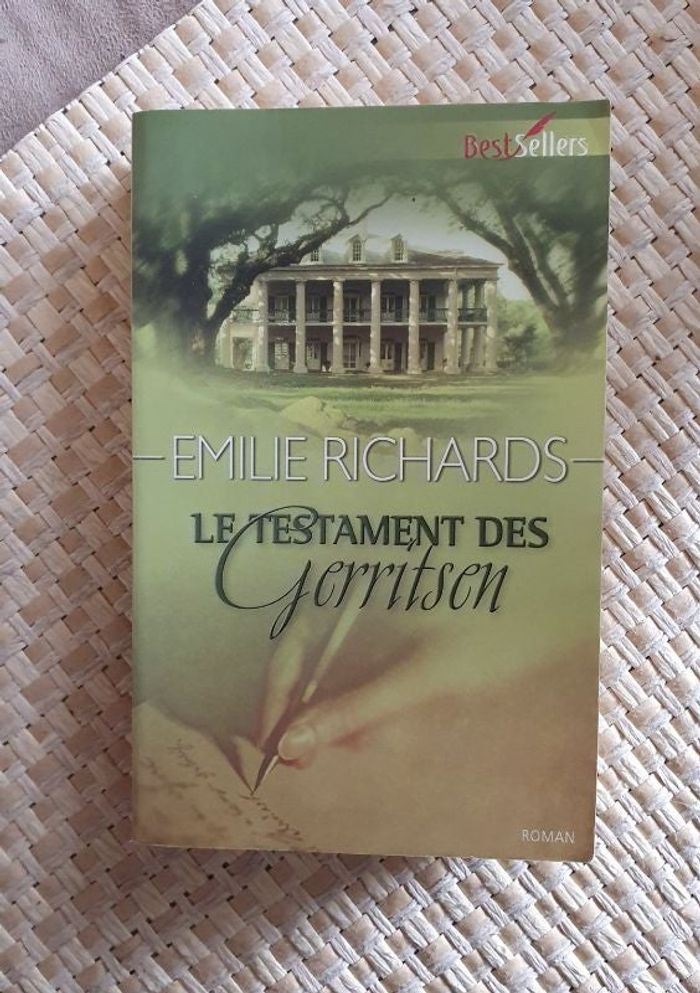 BestSellers
EMILIE RICHARDS
LE TESTAMENT DES
Gerritsen
ROMAN